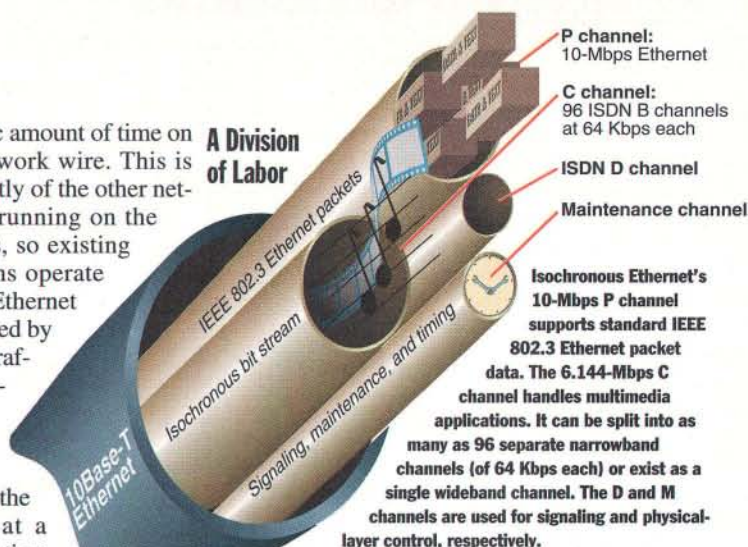 amount of time on
work wire. This is
tly of the other net-
running on the
s, so existing
ns operate
Ethernet
ed by
raf-
the
at a
A Division
of Labor
P channel:
10-Mbps Ethernet
C channel:
96 ISDN B channels
at 64 Kbps each
ISDN D channel
Maintenance channel
IEEE 802.3 Ethernet packets
Isochronous bit stream
Signaling, maintenance, and timing
10Base-T
Ethernet
Isochronous Ethernet's
10-Mbps P channel
supports standard IEEE
802.3 Ethernet packet
data. The 6.144-Mbps C
channel handles multimedia
applications. It can be split into as
many as 96 separate narrowband
channels (of 64 Kbps each) or exist as a
single wideband channel. The D and M
channels are used for signaling and physical-
layer control, respectively.